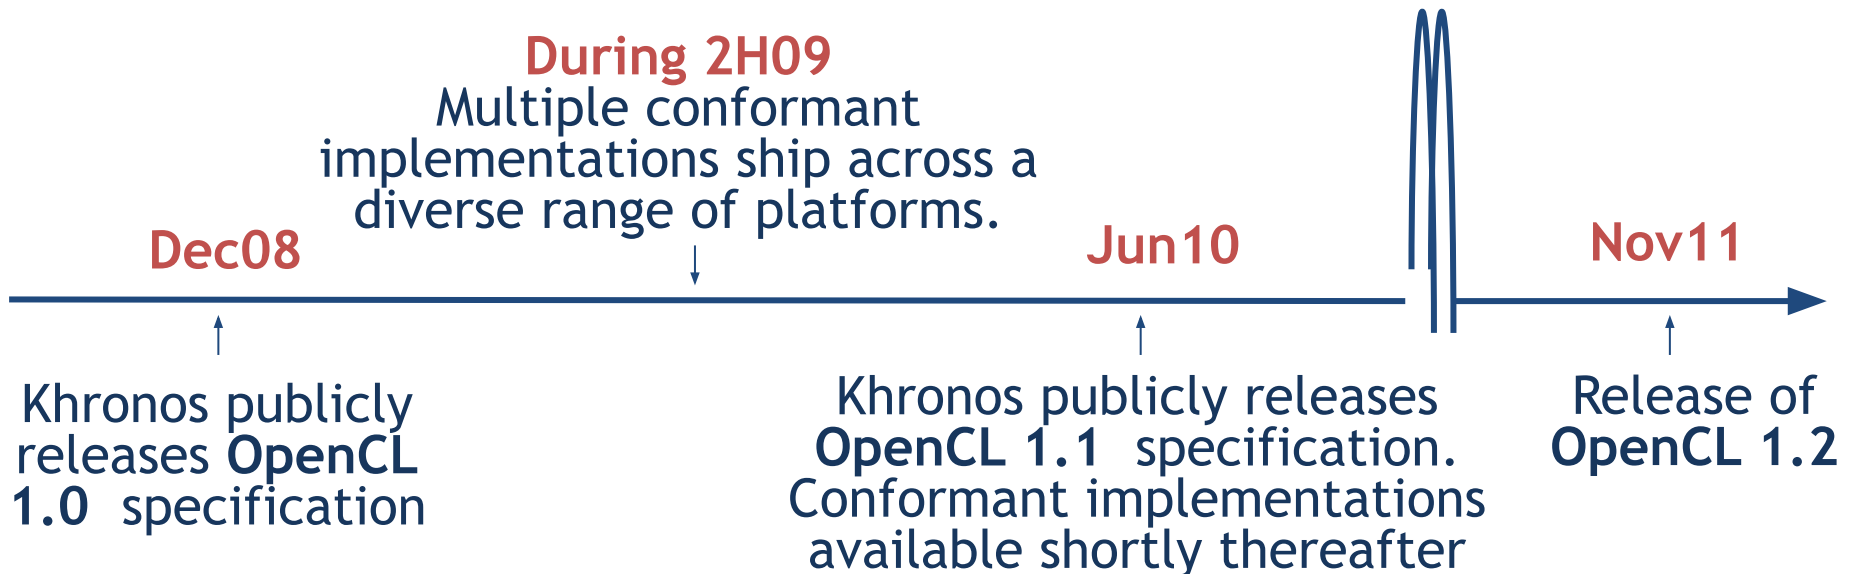 During 2H09
Multiple conformant
implementations ship across a
diverse range of platforms.
Dec08
Jun10
Nov11
Khronos publicly
releases OpenCL
1.0 specification
Khronos publicly releases
OpenCL 1.1 specification.
Conformant implementations
available shortly thereafter
Release of
OpenCL 1.2